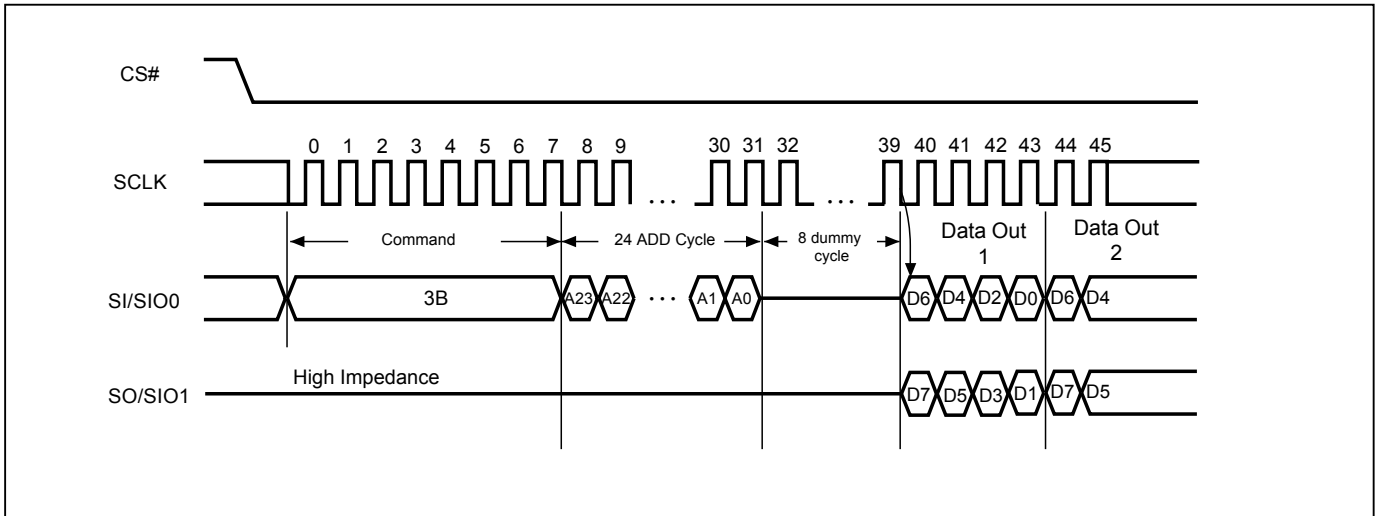 CS#
0 1 2 3 4 5 6 7 8 9 30 31 32 39 40 41 42 43 44 45
SCLK
... ...
Command 24 ADD Cycle 8 dummy cycle Data Out 1 Data Out 2
SI/SIO0 3B A23 A22 ... A1 A0 D6 D4 D2 D0 D6 D4
High Impedance
SO/SIO1 D7 D5 D3 D1 D7 D5